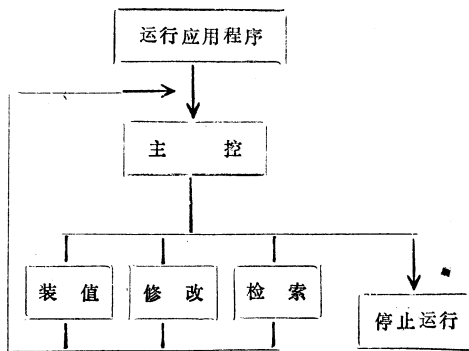 运行应用程序
主 控
装 值
修 改
检 索
停止运行